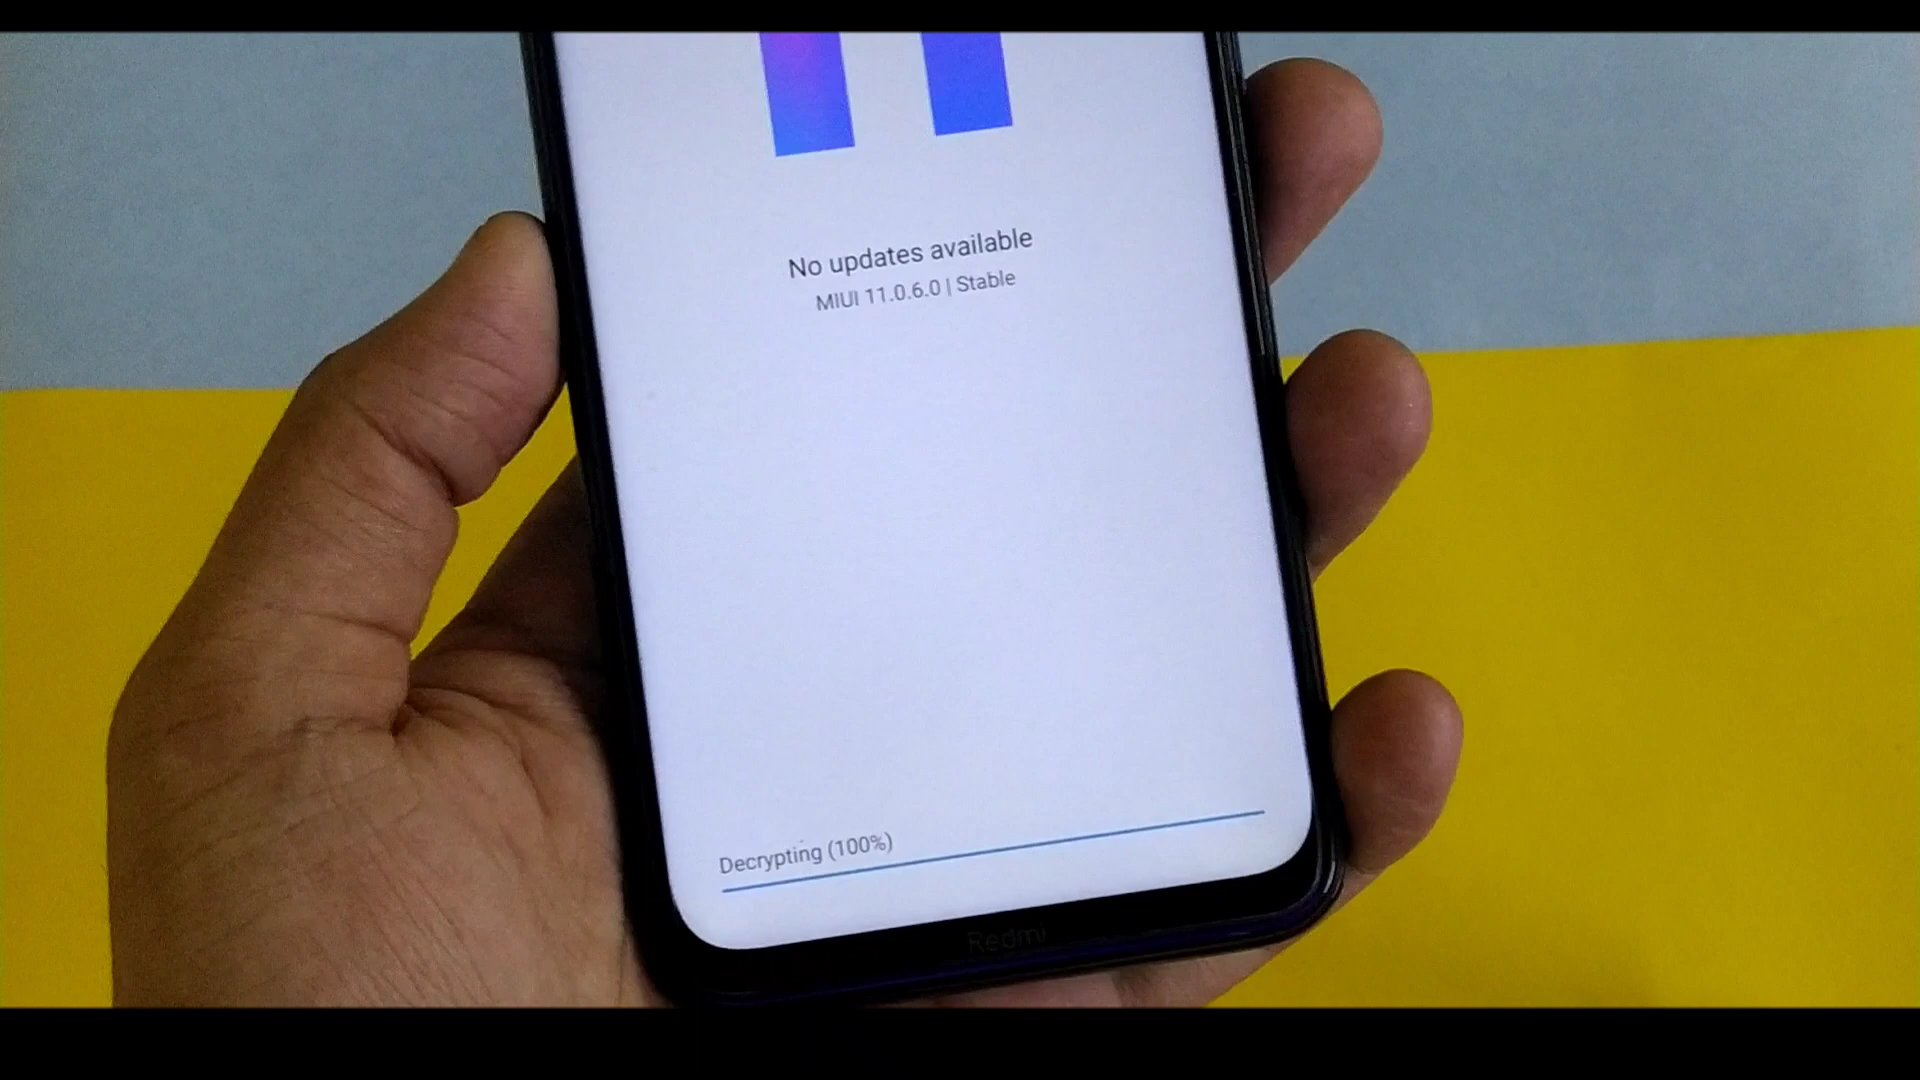 No updates available
MIUI 11.0.6.0 | Stable
Decrypting (100%)
Redmi